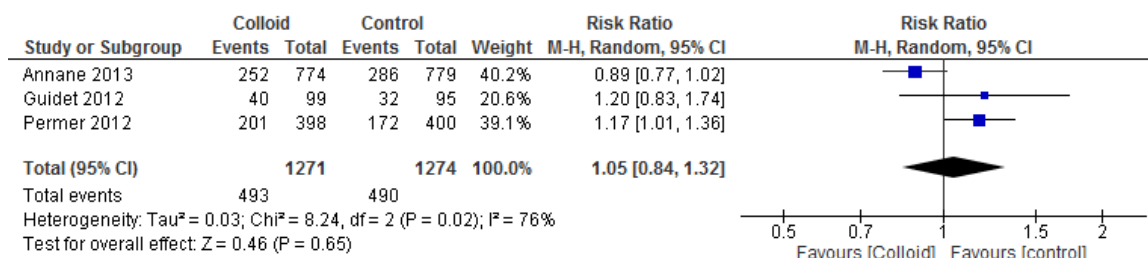 Colloid Control Risk Ratio Risk Ratio
Study or Subgroup Events Total Events Total Weight M-H, Random, 95% CI M-H, Random, 95% CI
Annane 2013 252 774 286 779 40.2% 0.89 [0.77, 1.02]
Guidet 2012 40 99 32 95 20.6% 1.20 [0.83, 1.74]
Permer 2012 201 398 172 400 39.1% 1.17 [1.01, 1.36]
Total (95% CI) 1271 1274 100.0% 1.05 [0.84, 1.32]
Total events 493 490
Heterogeneity: Tau² = 0.03; Chi² = 8.24, df = 2 (P = 0.02); I² = 76%
Test for overall effect: Z = 0.46 (P = 0.65)
0.5 0.7 1 1.5 2
Favours [Colloid] Favours [control]